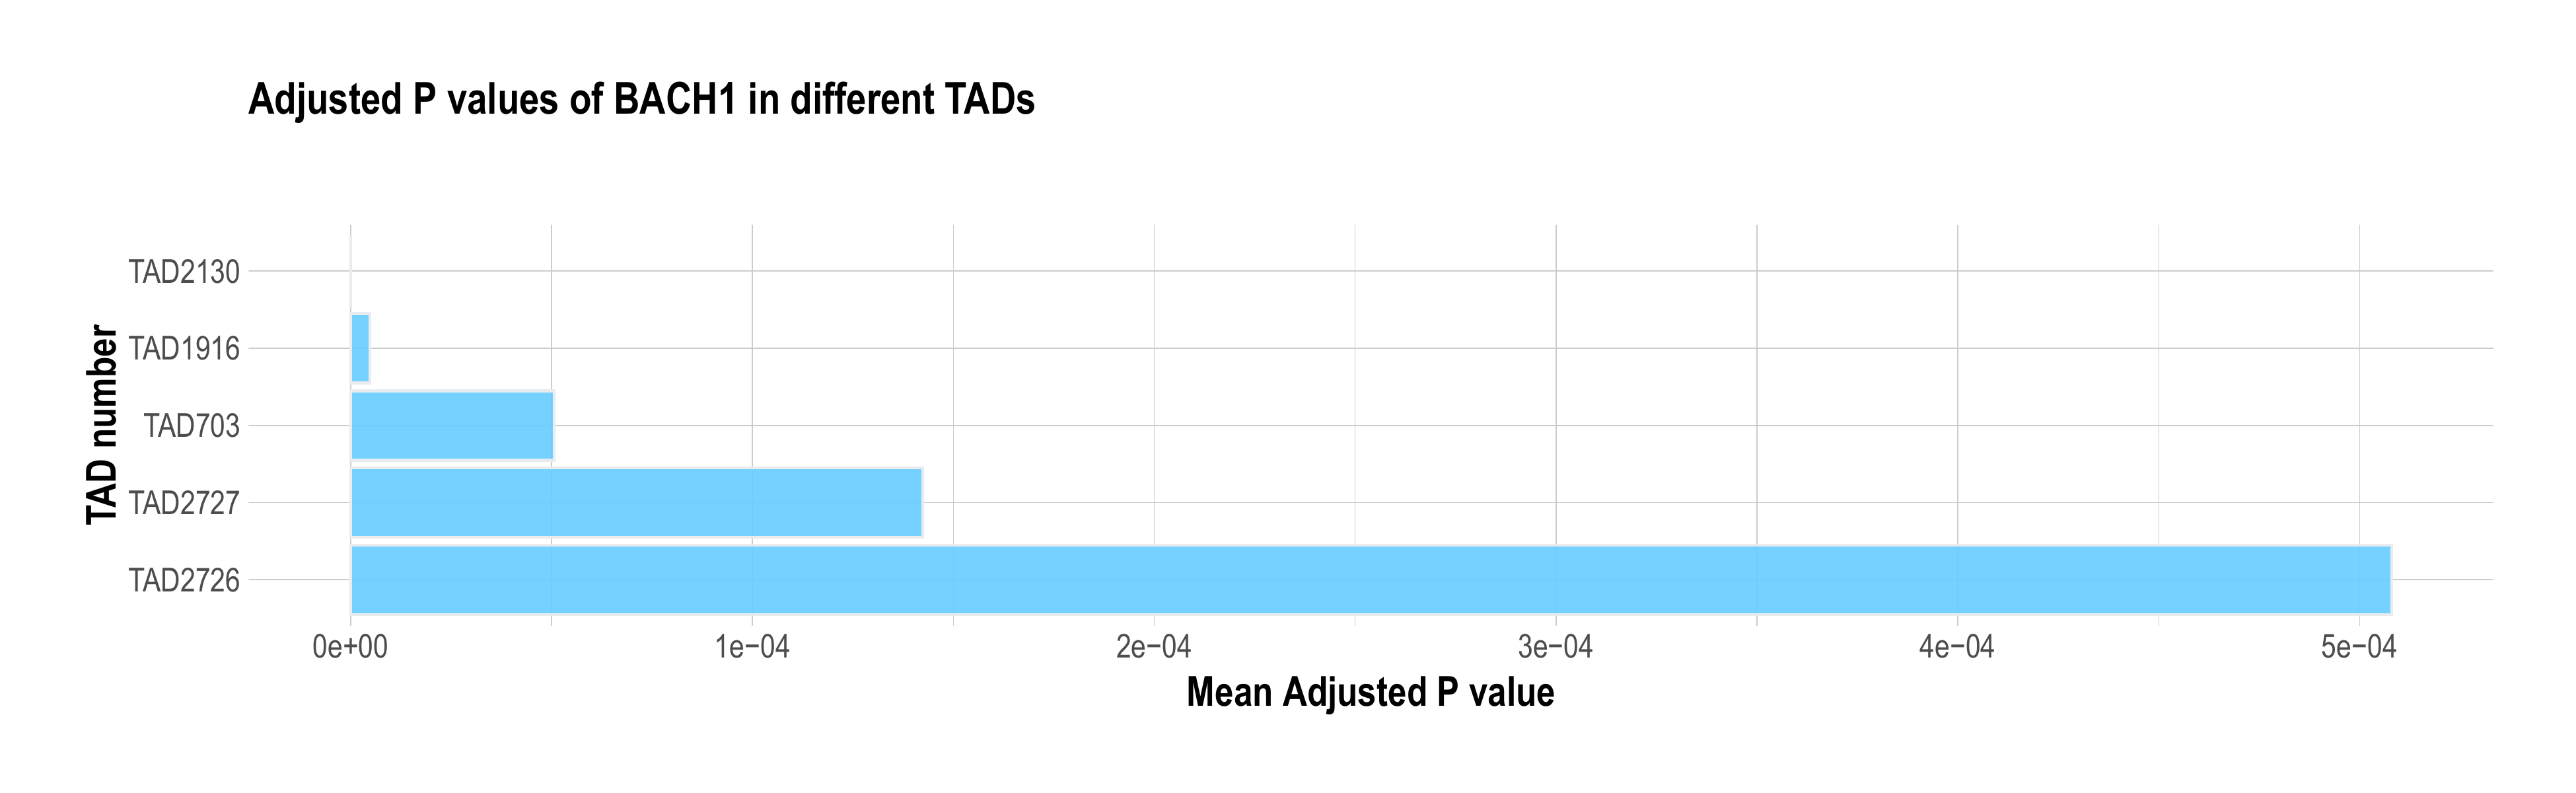 Adjusted P values of BACH1 in different TADs
TAD number
TAD2130
TAD1916
TAD703
TAD2727
TAD2726
0e+00 1e−04 2e−04 3e−04 4e−04 5e−04
Mean Adjusted P value